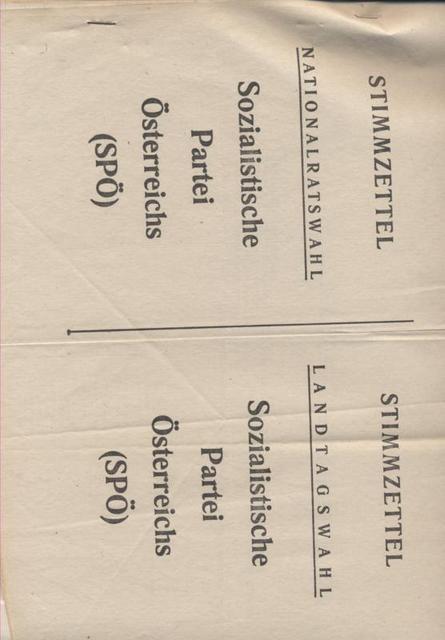 STIMMZETTEL
NATIONALRATSWAHL
Sozialistische
Partei
Österreichs
(SPÖ)
STIMMZETTEL
LANDTAGSWAHL
Sozialistische
Partei
Österreichs
(SPÖ)